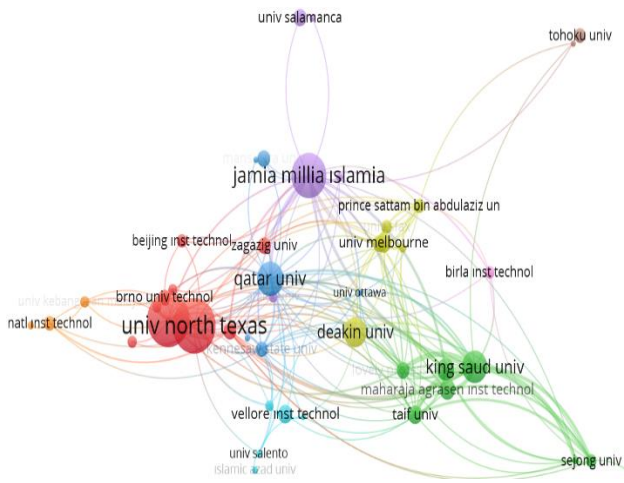 univ salamanca
tohoku univ
jamia millia islamia
prince sattam bin abdulaziz un
beijing inst technol
zagazig univ
univ melbourne
birla inst technol
qatar univ
univ ottawa
brno univ technol
natl inst technol
univ north texas
deakin univ
kennesaw state univ
king saud univ
maharaja agrasen inst technol
vellore inst technol
taif univ
univ salento
sejong univ
islamic azad univ